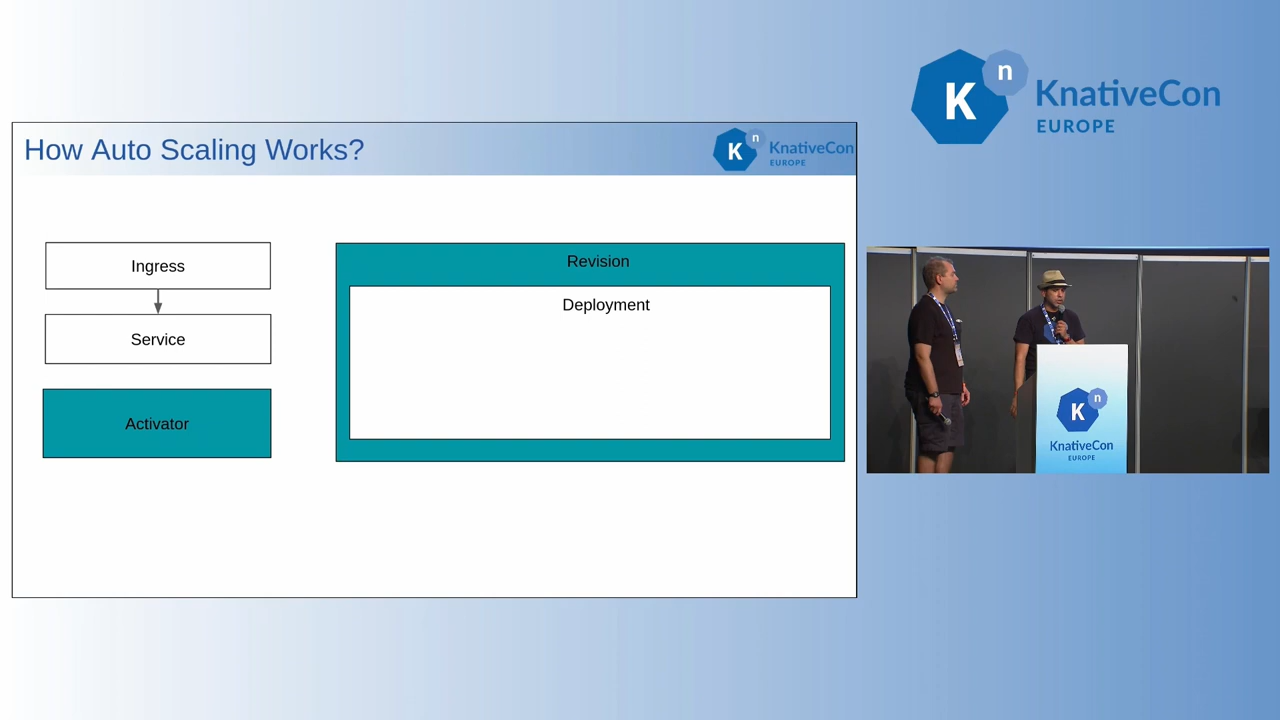 How Auto Scaling Works?
K n KnativeCon
EUROPE
Ingress
Service
Activator
Revision
Deployment
K n
KnativeCon
EUROPE
K n
KnativeCon
EUROPE